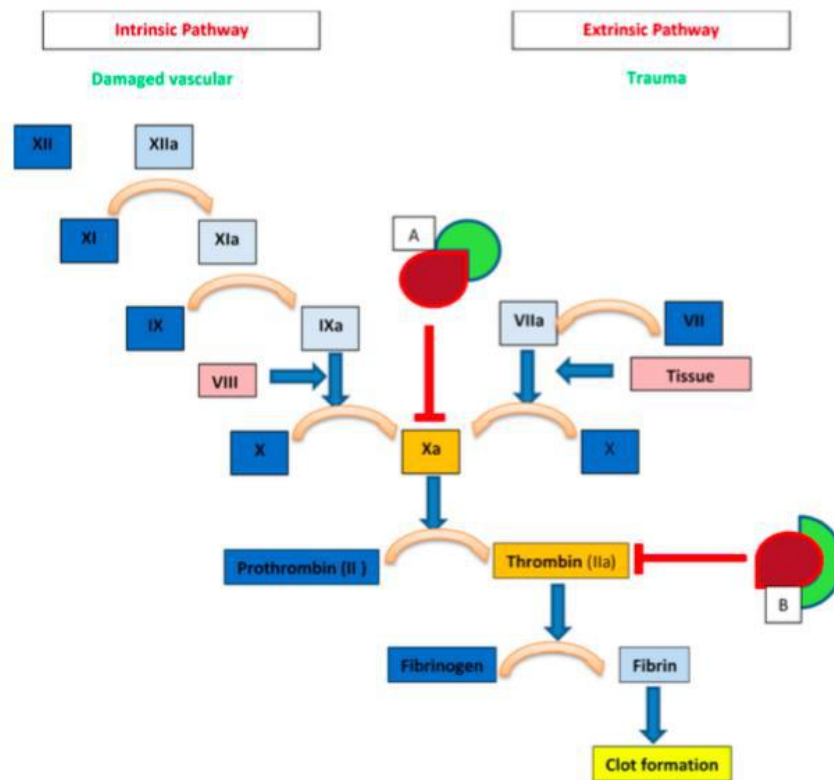 Intrinsic Pathway
Extrinsic Pathway
Damaged vascular
Trauma
XII
XIIa
XI
XIa
A
IX
IXa
VIIa
VII
VIII
Tissue
X
Xa
X
Prothrombin (II )
Thrombin (IIa)
B
Fibrinogen
Fibrin
Clot formation